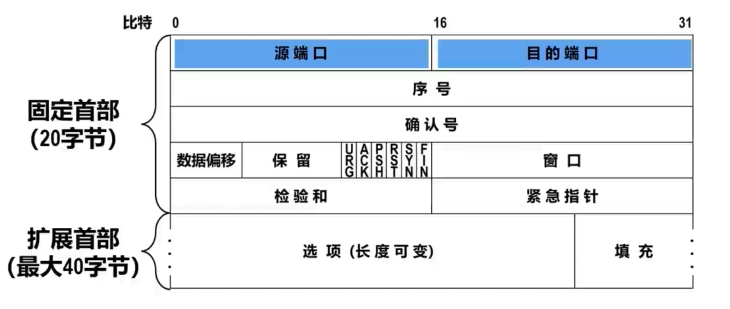 比特 0 16 31
源端口 目的端口
序号
确认号
固定首部
(20字节)
数据偏移 保留 URG ACK PSH RST SYN FIN 窗口
检验和 紧急指针
扩展首部
(最大40字节)
选项 (长度可变) 填充